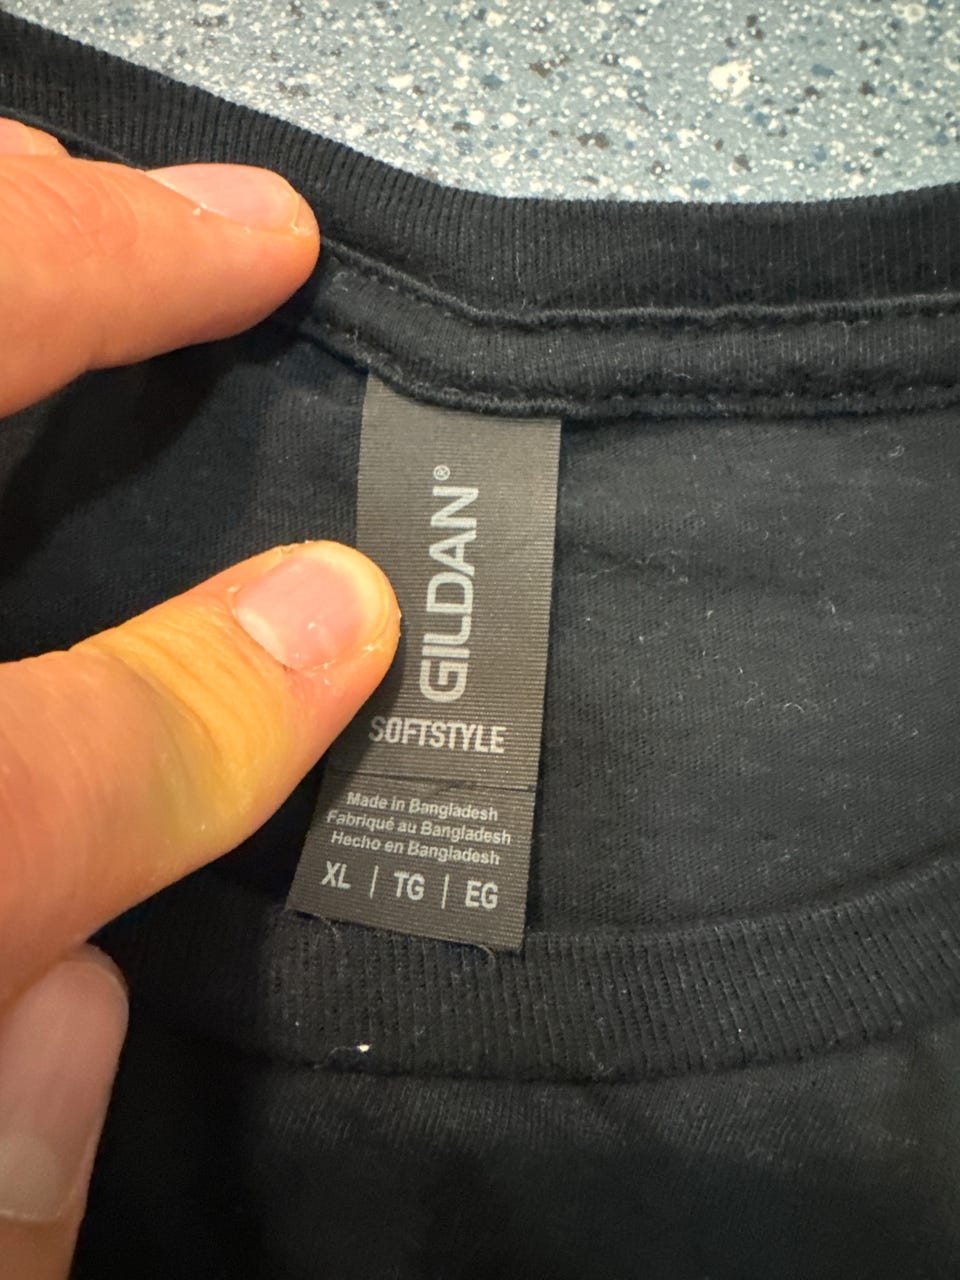 GILDAN®
SOFTSTYLE
Made in Bangladesh
Fabriqué au Bangladesh
Hecho en Bangladesh
XL | TG | EG